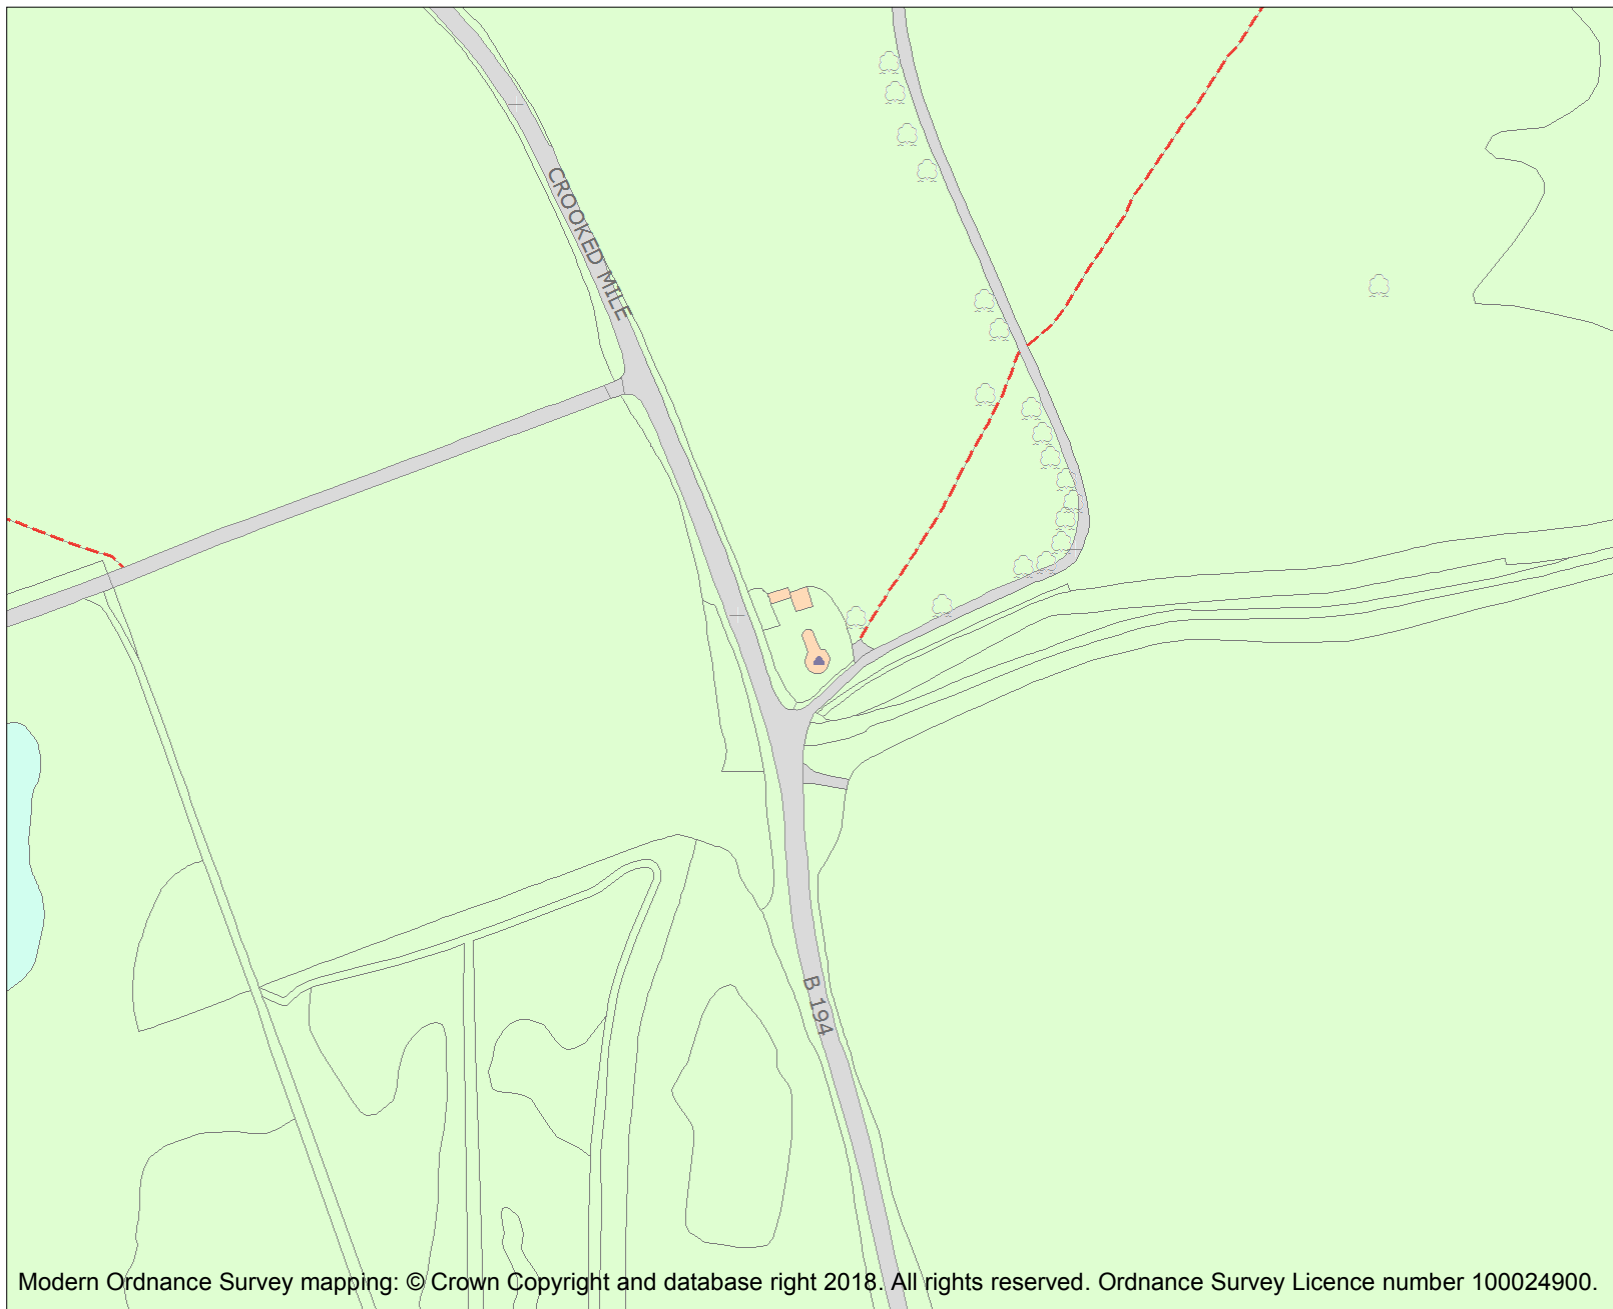 CROOKED MILE
B 194
Modern Ordnance Survey mapping: © Crown Copyright and database right 2018. All rights reserved. Ordnance Survey Licence number 100024900.